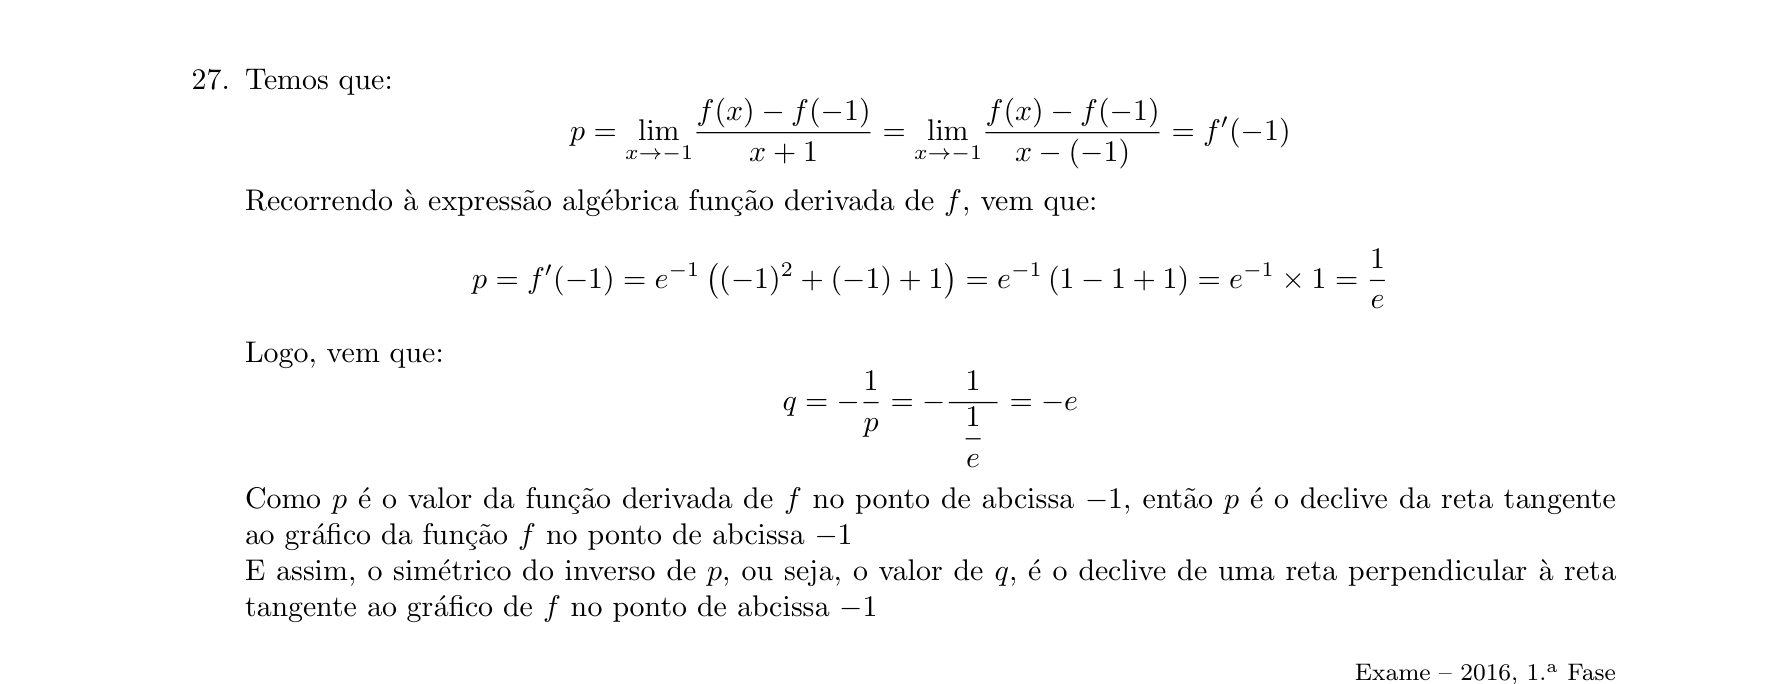 27. Temos que:
p = lim_{x→−1} \frac{f(x) − f(−1)}{x + 1} = lim_{x→−1} \frac{f(x) − f(−1)}{x − (−1)} = f′(−1)
Recorrendo à expressão algébrica função derivada de f, vem que:
p = f′(−1) = e^{−1} ((−1)^2 + (−1) + 1) = e^{−1} (1 − 1 + 1) = e^{−1} × 1 = \frac{1}{e}
Logo, vem que:
q = −\frac{1}{p} = −\frac{1}{\frac{1}{e}} = −e
Como p é o valor da função derivada de f no ponto de abcissa −1, então p é o declive da reta tangente
ao gráfico da função f no ponto de abcissa −1
E assim, o simétrico do inverso de p, ou seja, o valor de q, é o declive de uma reta perpendicular à reta
tangente ao gráfico de f no ponto de abcissa −1
Exame – 2016, 1.ª Fase